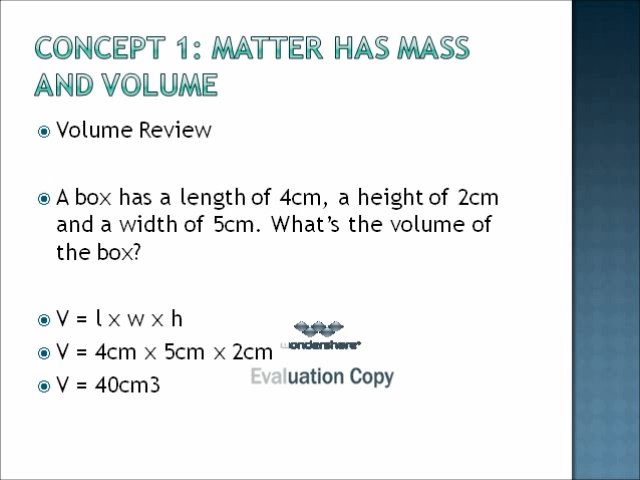 CONCEPT 1: MATTER HAS MASS
AND VOLUME
Volume Review
A box has a length of 4cm, a height of 2cm
and a width of 5cm. What's the volume of
the box?
V = l x w x h
V = 4cm x 5cm x 2cm
V = 40cm3
wondershare
Evaluation Copy